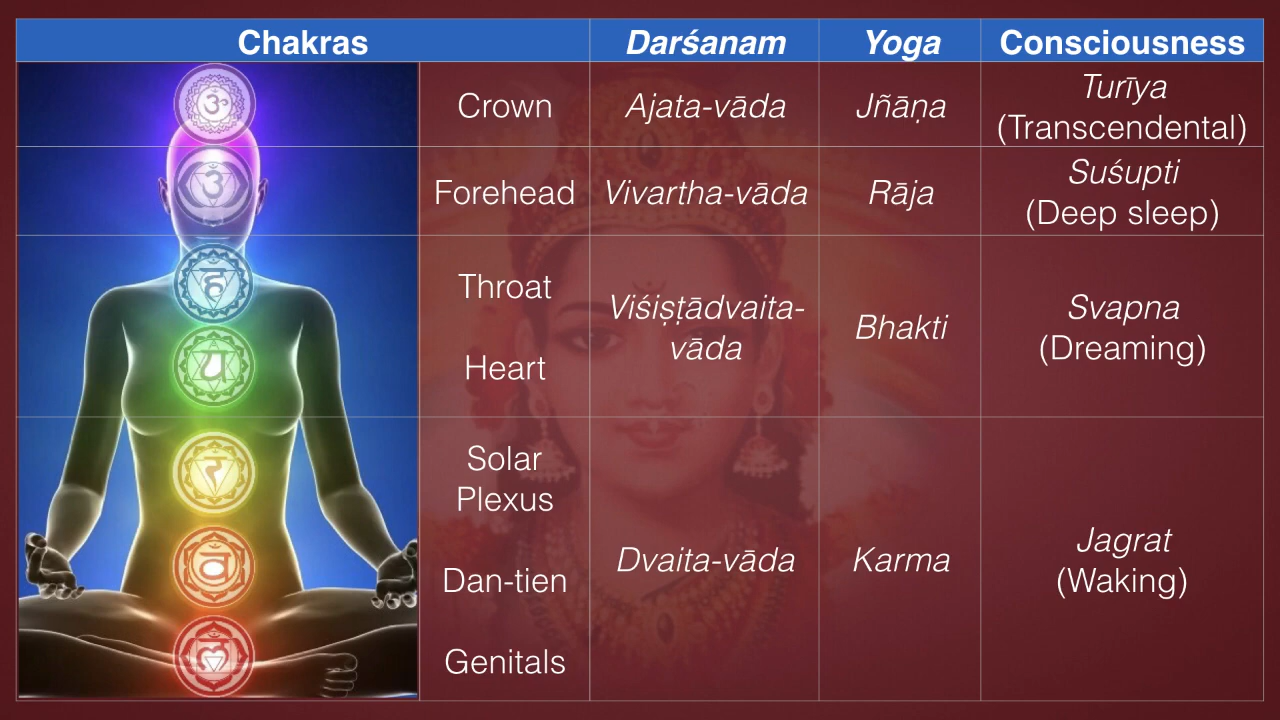 Chakras Darśanam Yoga Consciousness
ॐ
Crown Ajata-vāda Jñāṇa Turīya
(Transcendental)
ॐ
Forehead Vivartha-vāda Rāja Suśupti
(Deep sleep)
हं
Throat
यं
Heart
Viśiṣṭādvaita-
vāda
Bhakti
Svapna
(Dreaming)
रं
Solar
Plexus
वं
Dan-tien
Genitals
Dvaita-vāda
Karma
Jagrat
(Waking)